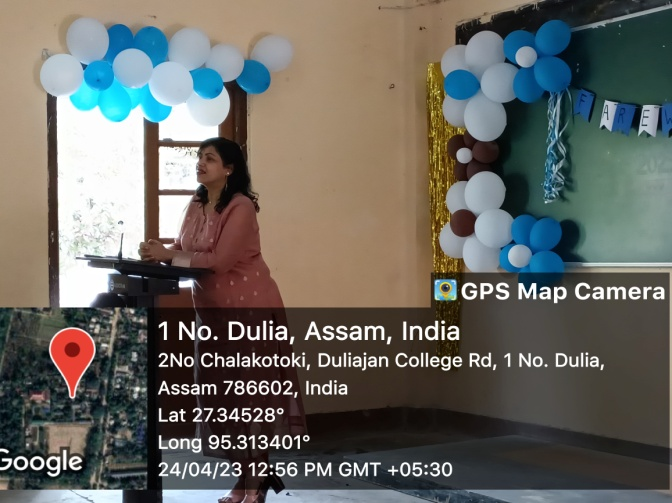 FAREW
GPS Map Camera
1 No. Dulia, Assam, India
2No Chalakotoki, Duliajan College Rd, 1 No. Dulia,
Assam 786602, India
Lat 27.34528°
Long 95.313401°
24/04/23 12:56 PM GMT +05:30
Google